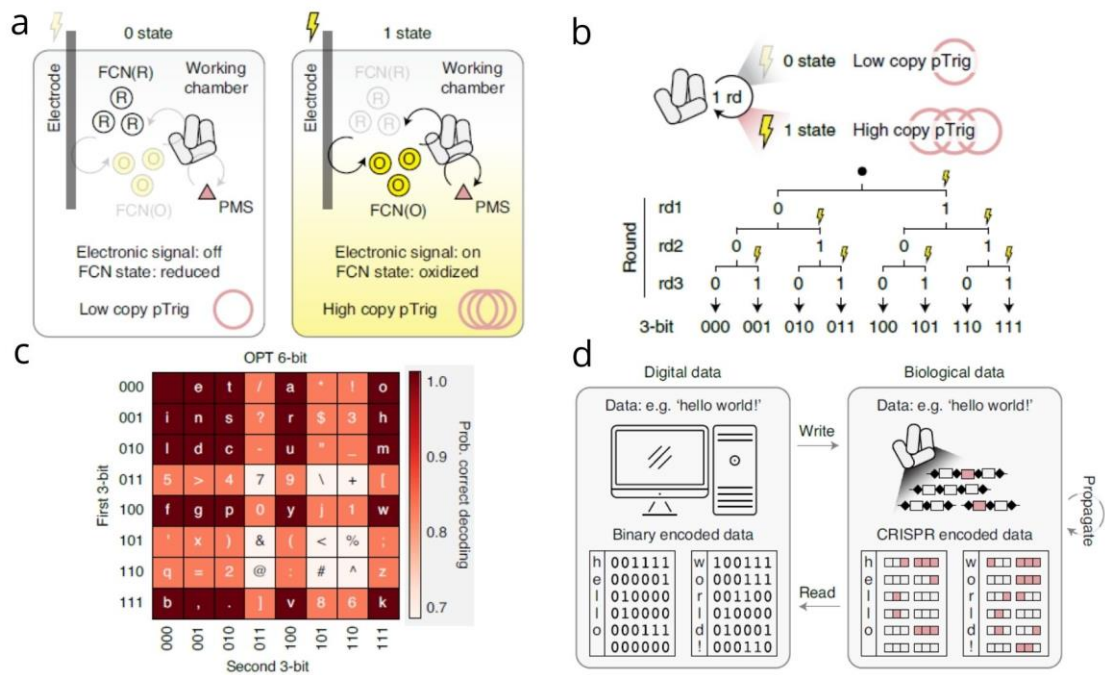 a
0 state
Electrode
FCN(R)
R
R R
Working
chamber
O O
O
FCN(O)
PMS
Electronic signal: off
FCN state: reduced
Low copy pTrig
1 state
Electrode
FCN(R)
R
R R
Working
chamber
O O
O
FCN(O)
PMS
Electronic signal: on
FCN state: oxidized
High copy pTrig
b
1 rd
0 state Low copy pTrig
1 state High copy pTrig
Round
rd1 0 1
rd2 0 1 0 1
rd3 0 1 0 1 0 1 0 1
3-bit 000 001 010 011 100 101 110 111
c
OPT 6-bit
First 3-bit
000 e t / a * ! o
001 i n s ? r $ 3 h
010 l d c - u " _ m
011 5 > 4 7 9 \ + [
100 f g p 0 y j 1 w
101 ' x ) & ( < % ;
110 q = 2 @ : # ^ z
111 b , . ] v 8 6 k
000 001 010 011 100 101 110 111
Second 3-bit
1.0
0.9
0.8
0.7
Prob. correct decoding
d
Digital data
Data: e.g. 'hello world!'
Binary encoded data
h 001111
e 000001
l 010000
l 010000
o 000111
000000
w 100111
o 000111
r 001100
l 010000
d 010001
! 000110
Write
Read
Biological data
Data: e.g. 'hello world!'
CRISPR encoded data
h
e
l
l
o
w
o
r
l
d
!
Propagate